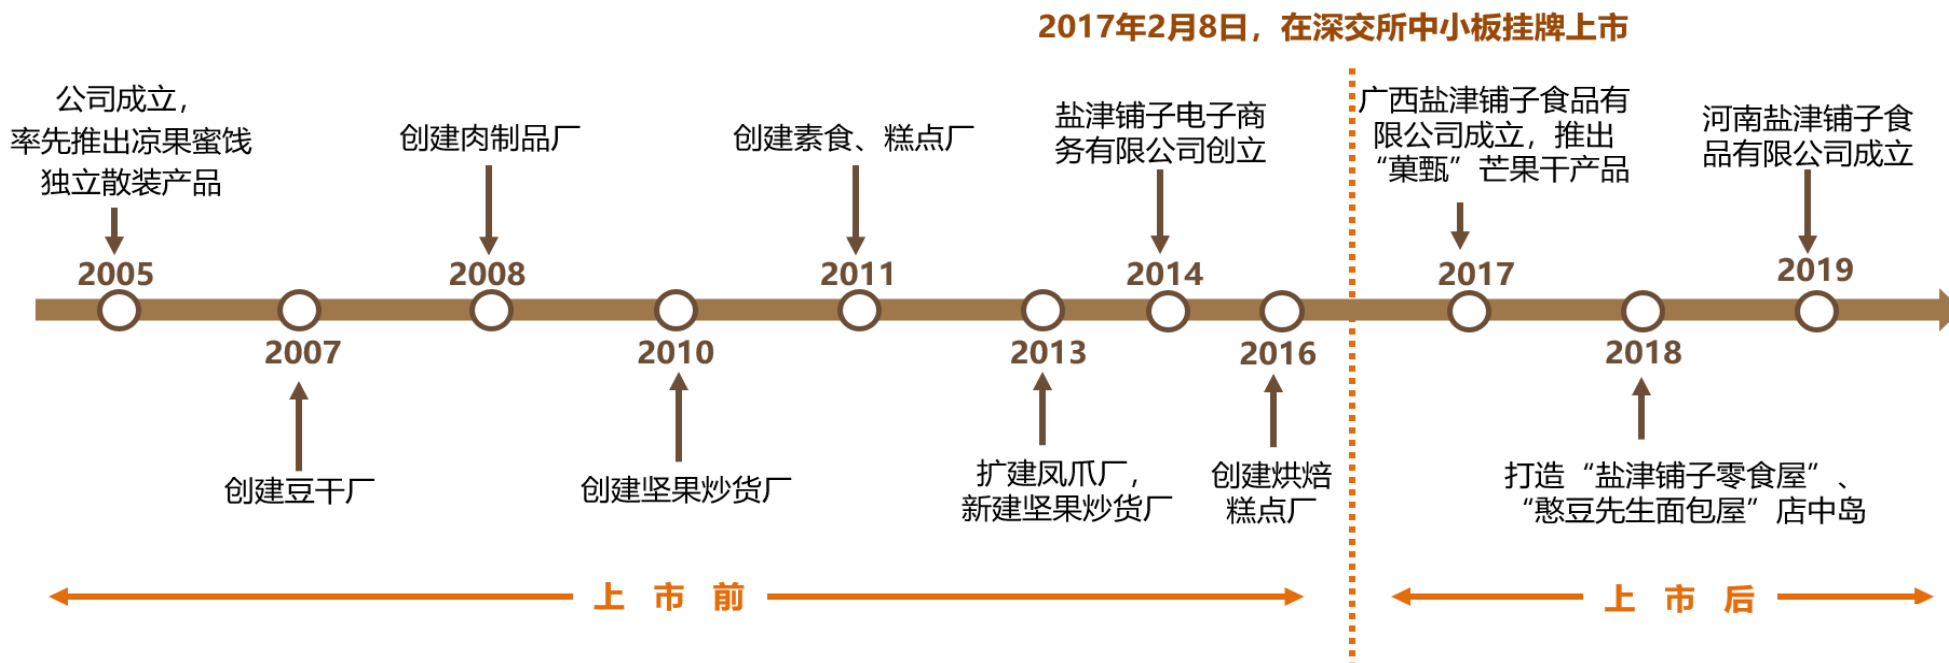 2017年2月8日，在深交所中小板挂牌上市
公司成立，
率先推出凉果蜜饯
独立散装产品
创建肉制品厂
创建素食、糕点厂
盐津铺子电子商
务有限公司创立
广西盐津铺子食品有
限公司成立，推出
“菓甄”芒果干产品
河南盐津铺子食
品有限公司成立
2005
2008
2011
2014
2017
2019
2007
2010
2013
2016
2018
创建豆干厂
创建坚果炒货厂
扩建凤爪厂，
新建坚果炒货厂
创建烘焙
糕点厂
打造“盐津铺子零食屋”、
“憨豆先生面包屋”店中岛
上 市 前
上 市 后